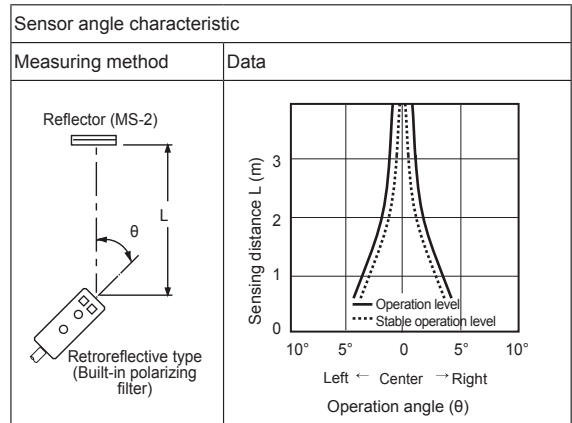 Sensor angle characteristic
Measuring method
Data
Reflector (MS-2)
L
θ
Retroreflective type
(Built-in polarizing
filter)
Sensing distance L (m)
3
2
1
0
Operation level
Stable operation level
10° 5° 0 5° 10°
Left ← Center →Right
Operation angle (θ)